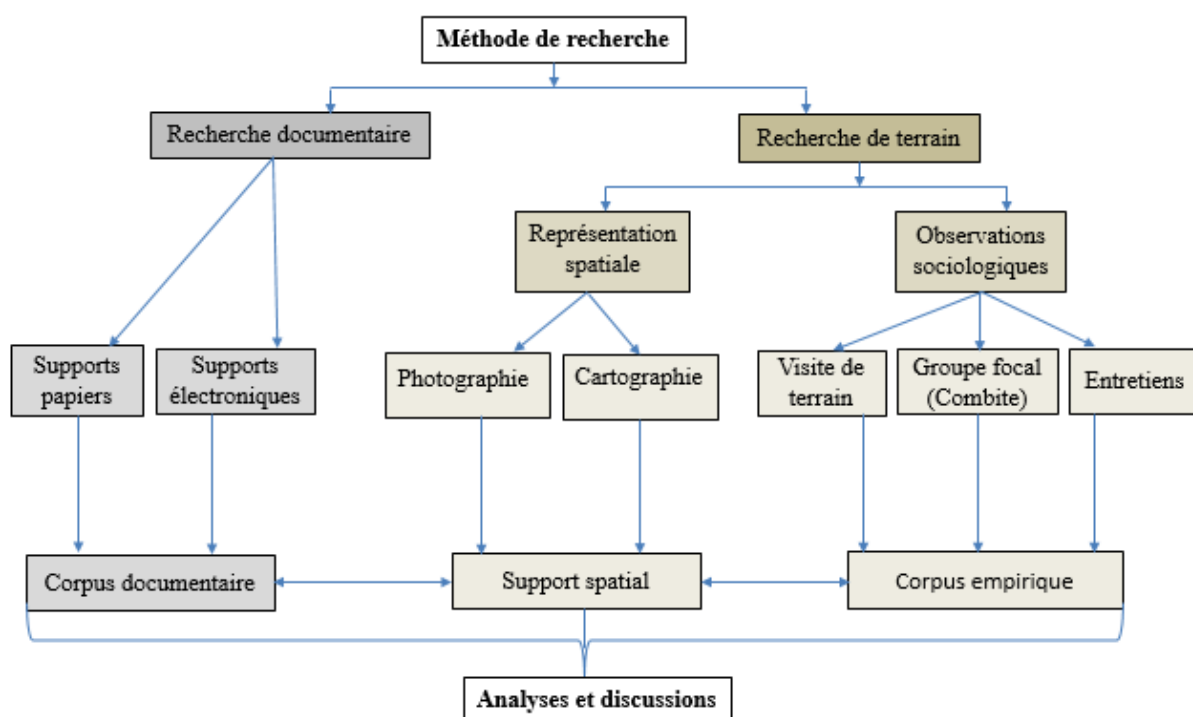 Méthode de recherche
Recherche documentaire
Recherche de terrain
Représentation
spatiale
Observations
sociologiques
Supports
papiers
Supports
électroniques
Photographie
Cartographie
Visite de
terrain
Groupe focal
(Combite)
Entretiens
Corpus documentaire
Support spatial
Corpus empirique
Analyses et discussions